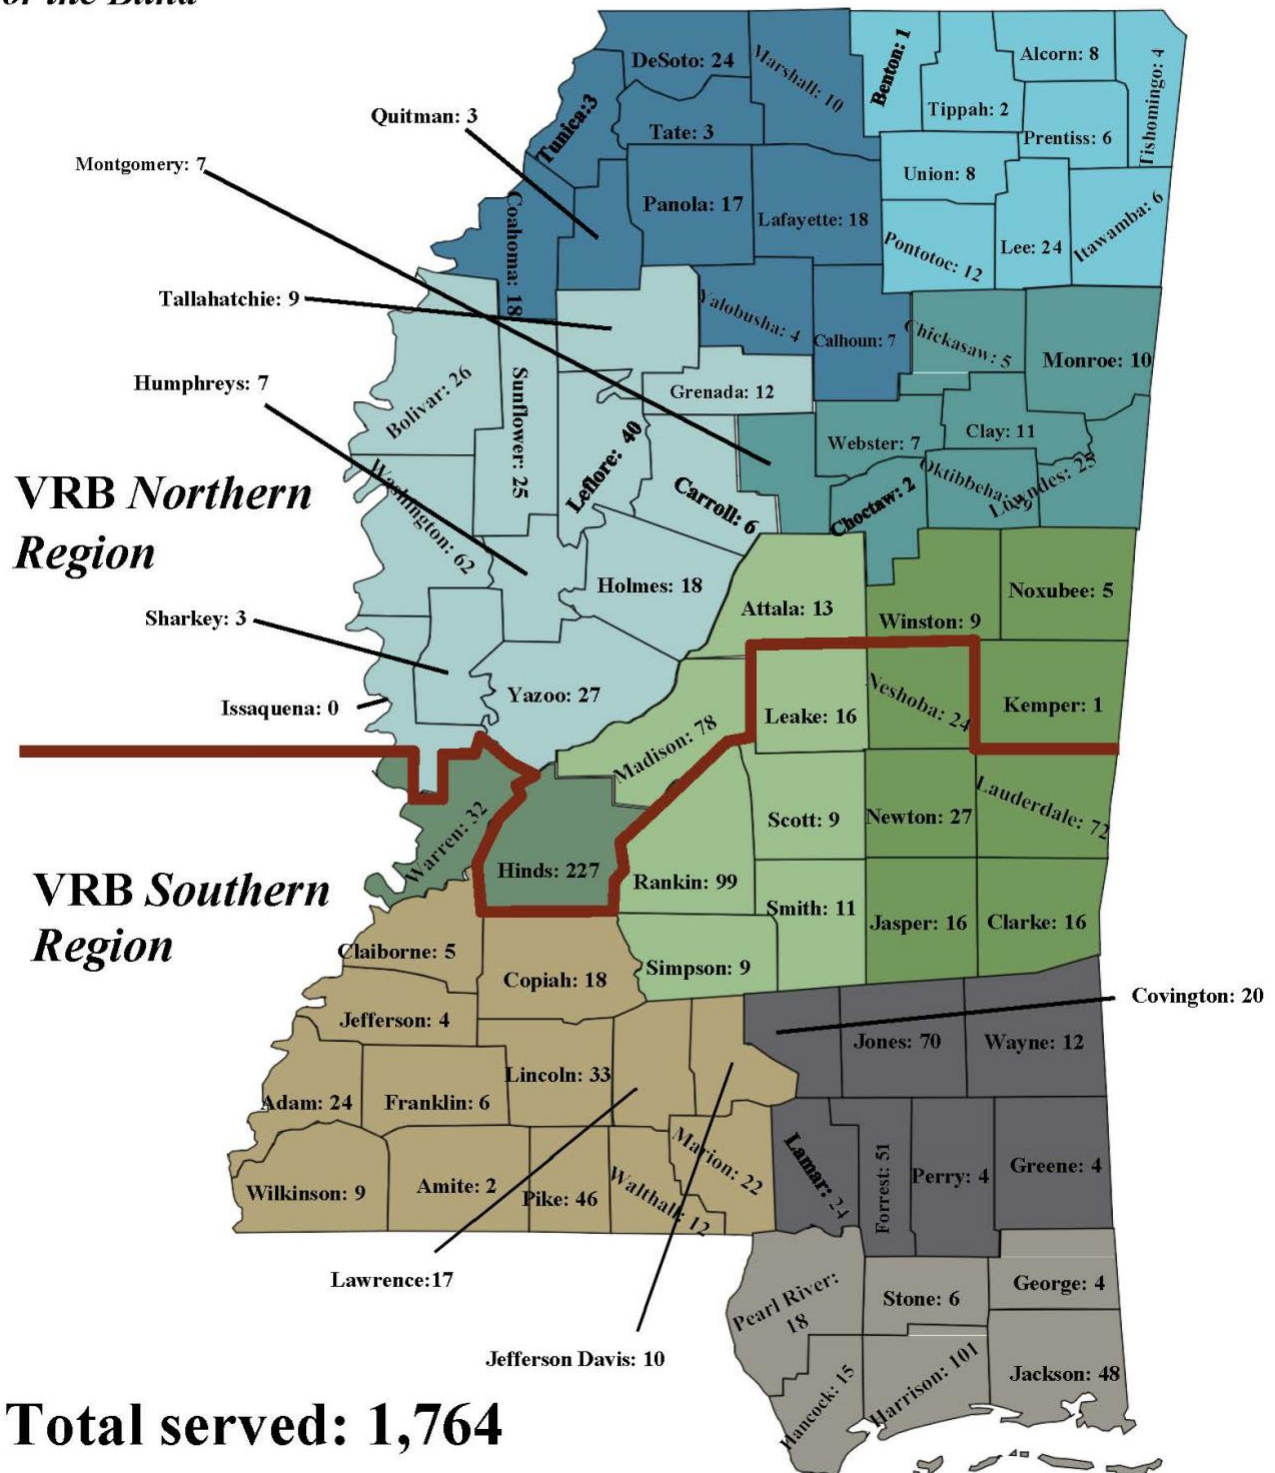 for the Blind
DeSoto: 24
Marshall: 10
Benton: 1
Alcorn: 8
Tishomingo: 4
Tippah: 2
Quitman: 3
Tunica:3
Tate: 3
Prentiss: 6
Montgomery: 7
Union: 8
Coahoma: 18
Panola: 17
Lafayette: 18
Pontotoc: 12
Lee: 24
Itawamba: 6
Tallahatchie: 9
Yalobusha: 4
Calhoun: 7
Chickasaw: 5
Monroe: 10
Humphreys: 7
Bolivar: 26
Sunflower: 25
Grenada: 12
Leflore: 40
Webster: 7
Clay: 11
Carroll: 6
Choctaw: 2
Oktibbeha: 9
Lowndes: 25
VRB Northern
Region
Washington: 62
Holmes: 18
Attala: 13
Winston: 9
Noxubee: 5
Sharkey: 3
Issaquena: 0
Yazoo: 27
Madison: 78
Leake: 16
Neshoba: 24
Kemper: 1
Warren: 32
Hinds: 227
Rankin: 99
Scott: 9
Newton: 27
Lauderdale: 72
VRB Southern
Region
Smith: 11
Jasper: 16
Clarke: 16
Claiborne: 5
Copiah: 18
Simpson: 9
Covington: 20
Jefferson: 4
Jones: 70
Wayne: 12
Lincoln: 33
Adam: 24
Franklin: 6
Marion: 22
Lamar: 24
Forrest: 51
Perry: 4
Greene: 4
Wilkinson: 9
Amite: 2
Pike: 46
Walthall: 12
Lawrence:17
Pearl River:
18
Stone: 6
George: 4
Jefferson Davis: 10
Hancock: 15
Harrison: 101
Jackson: 48
Total served: 1,764